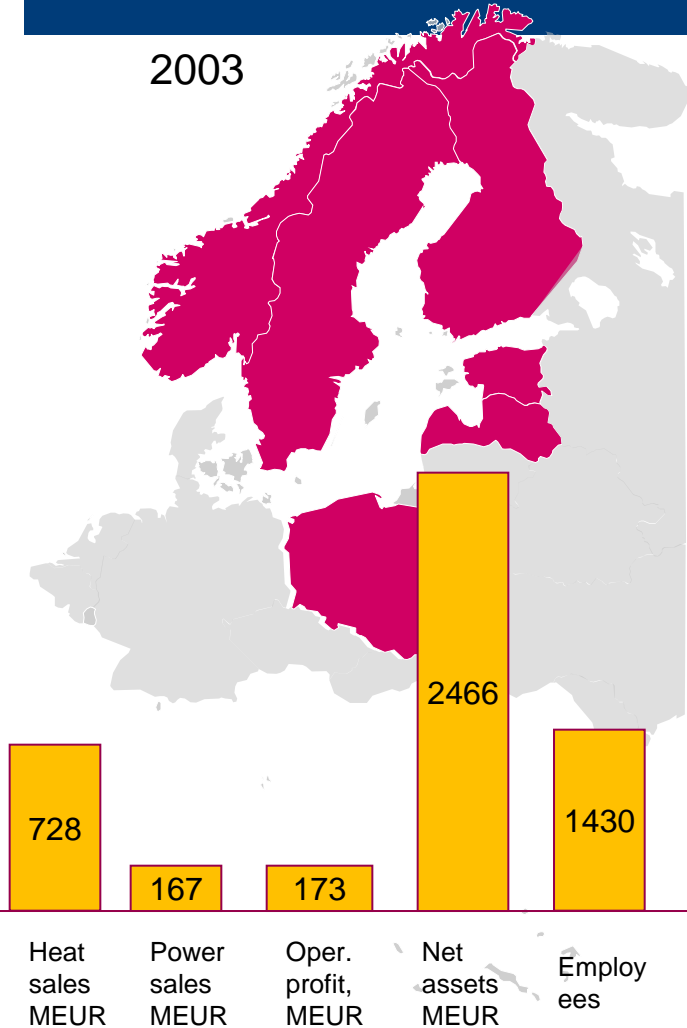 2003
2466
728
1430
167
173
Heat
sales
MEUR
Power
sales
MEUR
Oper.
profit,
MEUR
Net
assets
MEUR
Employ
ees